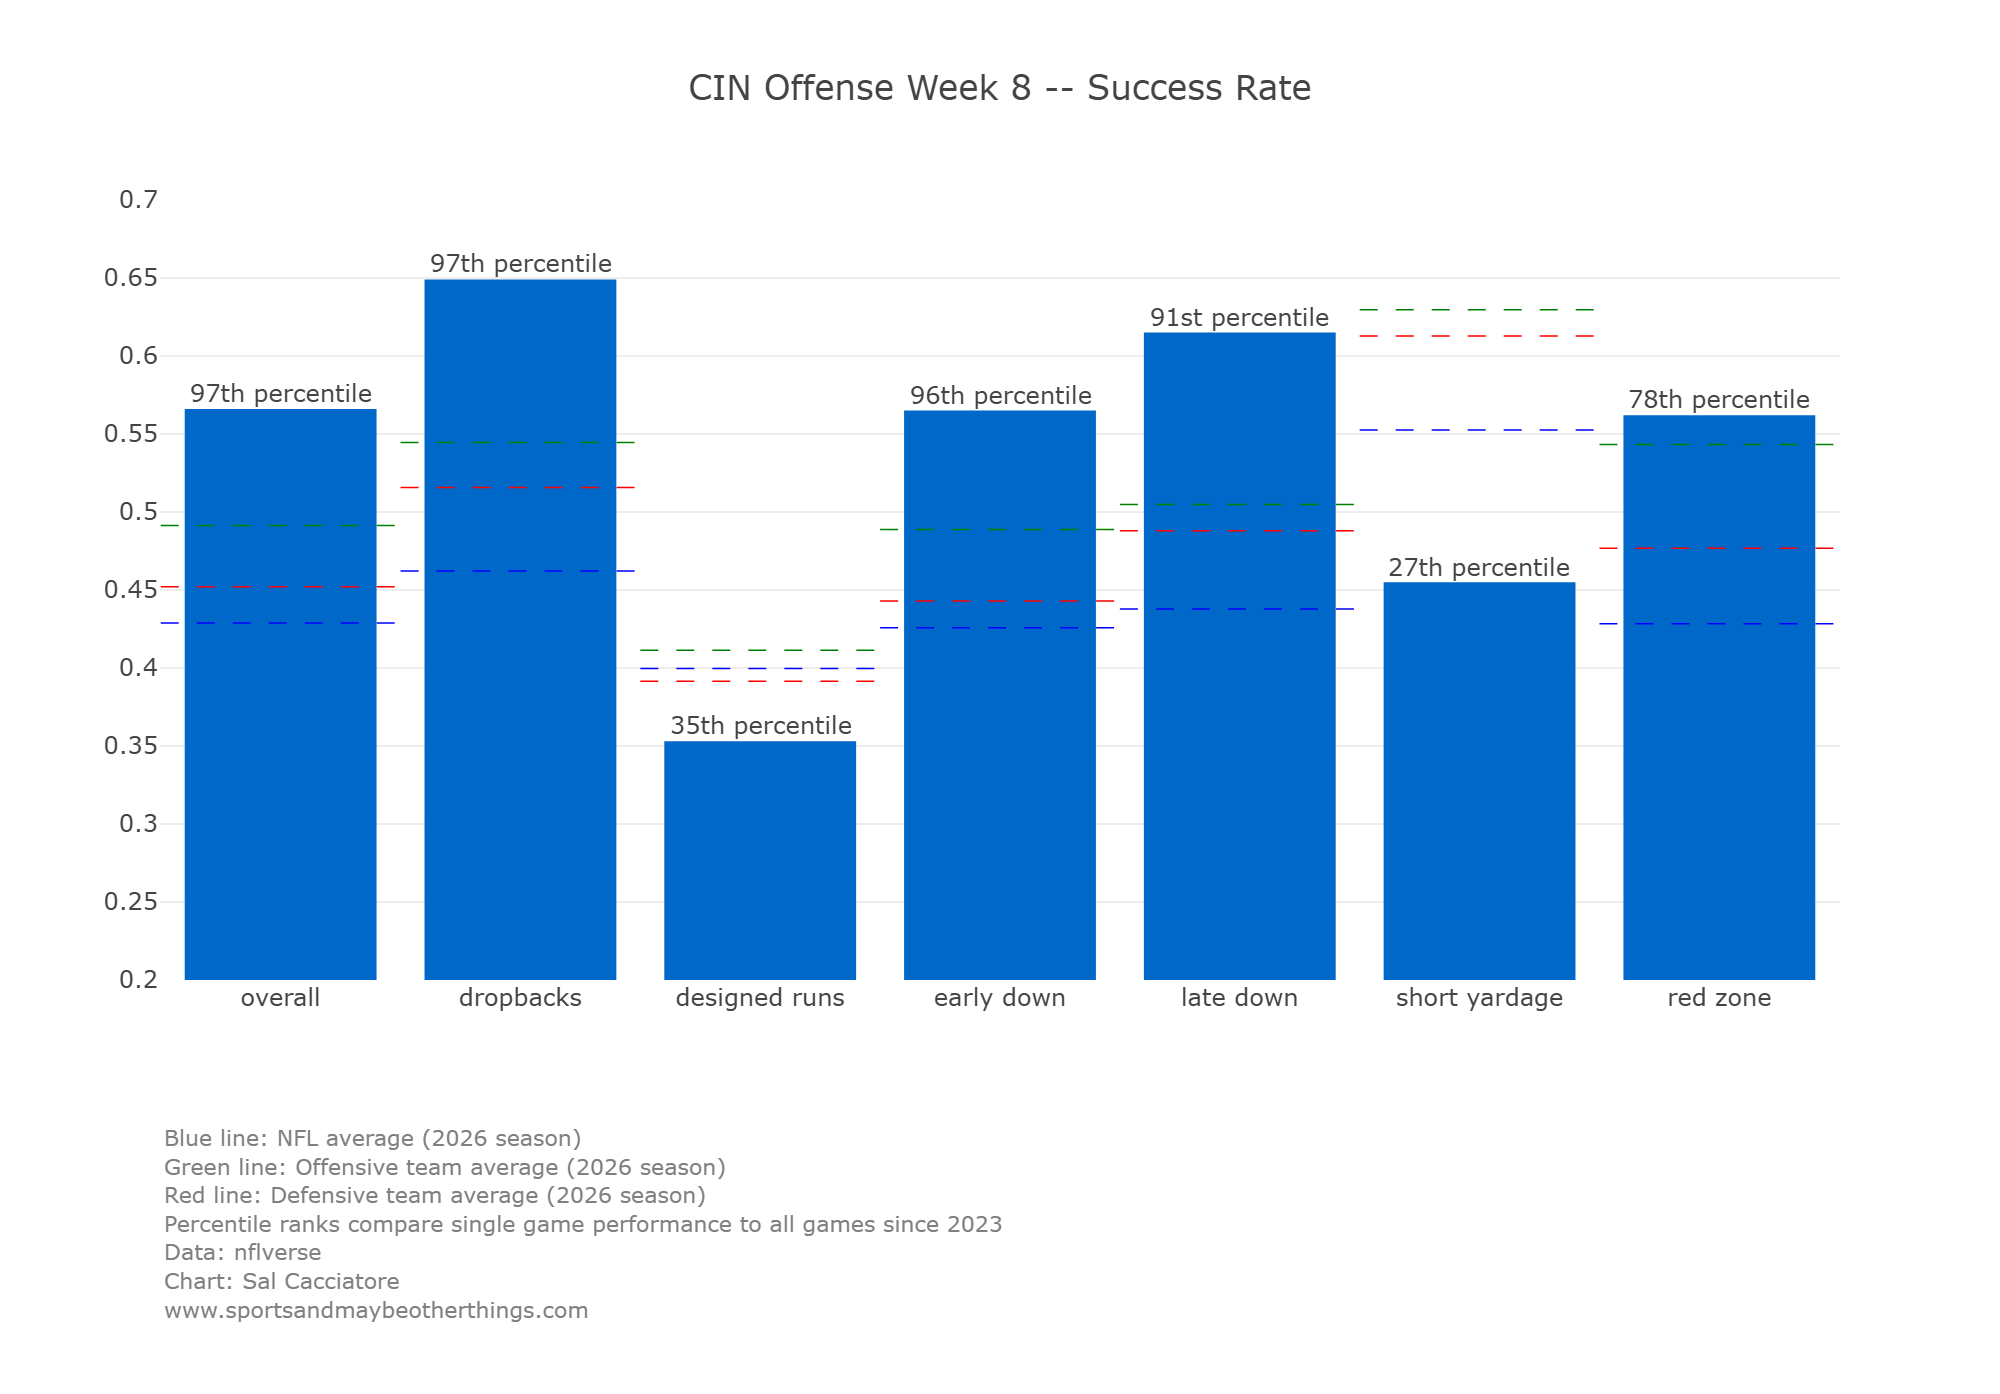 CIN Offense Week 8 -- Success Rate
0.7
0.65
0.6
0.55
0.5
0.45
0.4
0.35
0.3
0.25
0.2
97th percentile
97th percentile
35th percentile
96th percentile
91st percentile
27th percentile
78th percentile
overall
dropbacks
designed runs
early down
late down
short yardage
red zone
Blue line: NFL average (2026 season)
Green line: Offensive team average (2026 season)
Red line: Defensive team average (2026 season)
Percentile ranks compare single game performance to all games since 2023
Data: nflverse
Chart: Sal Cacciatore
www.sportsandmaybeotherthings.com